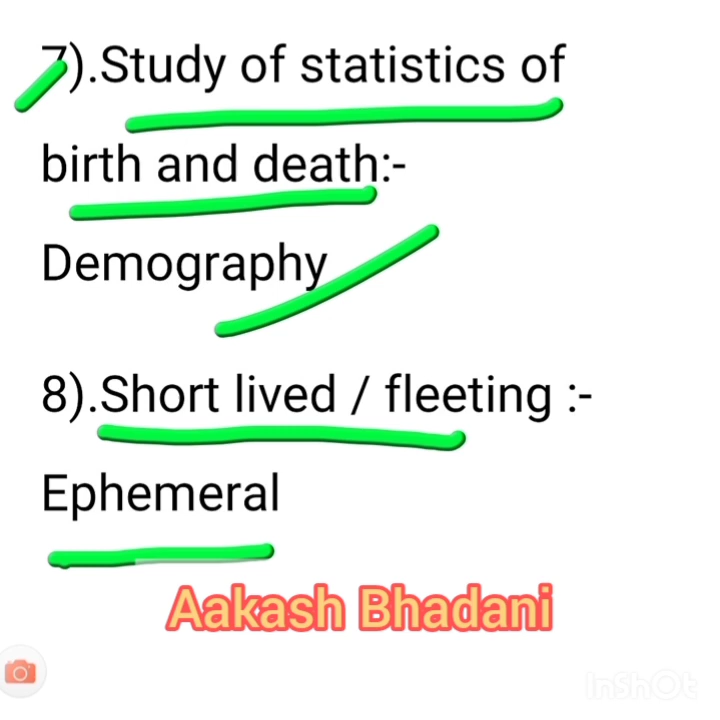 7).Study of statistics of
birth and death:-
Demography
8).Short lived / fleeting :-
Ephemeral
Aakash Bhadani
InShOt